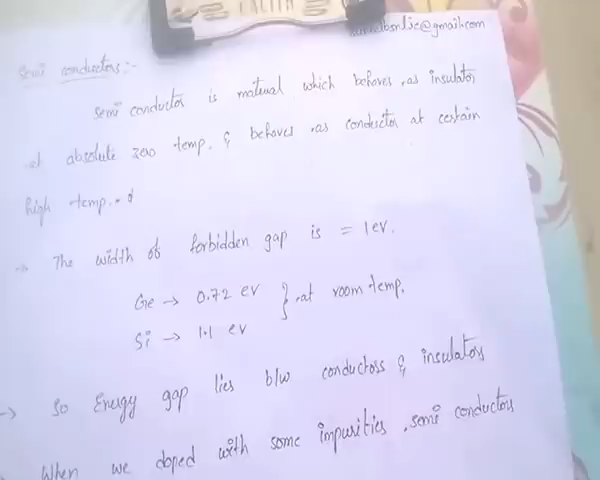 Semi conductors:-
Semi conductor is material which behaves as insulator
at absolute zero temp. & behaves as conductor at certain
high temp.
→ The width of forbidden gap is = 1ev.
Ge → 0.72 ev
Si → 1.1 ev } at room temp.
→ So Energy gap lies b/w conductors & insulators
When we doped with some impurities, semi conductors